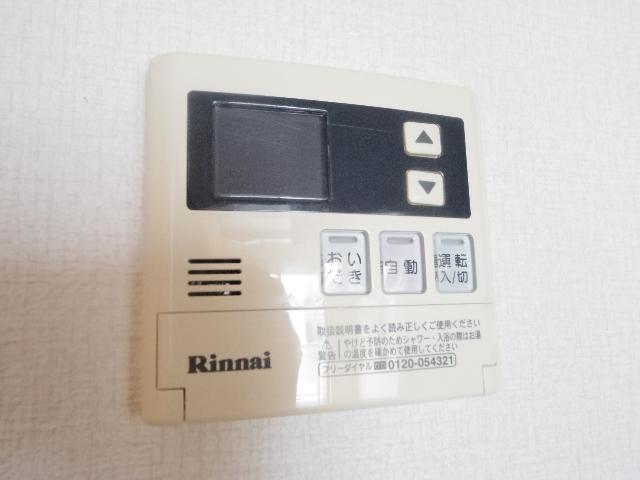 ▲
▼
おい
だき
自動
運転
入/切
取扱説明書をよく読み正しくご使用ください
⚠警告
やけど予防のためシャワー・入浴の際はお湯
の温度を確かめて使用してください
フリーダイヤル 0120-054321
Rinnai